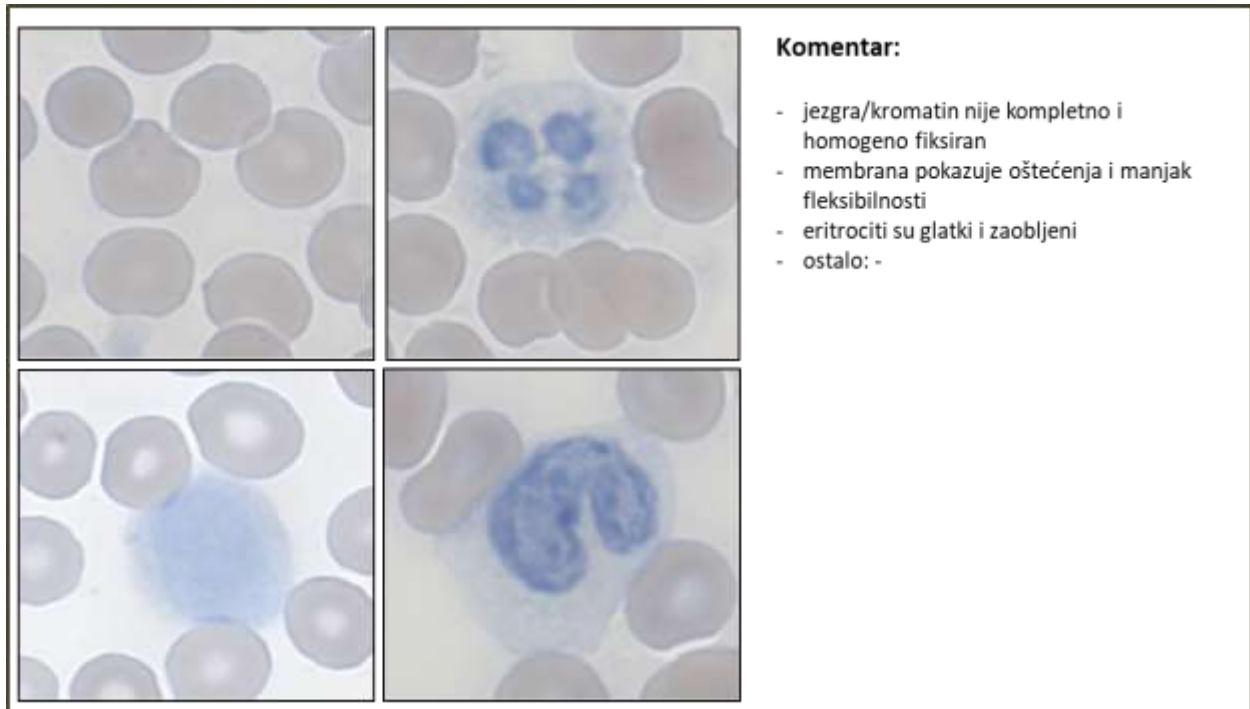 Komentar:
- jezgra/kromatin nije kompletno i
homogeno fiksiran
- membrana pokazuje oštećenja i manjak
fleksibilnosti
- eritrociti su glatki i zaobljeni
- ostalo: -